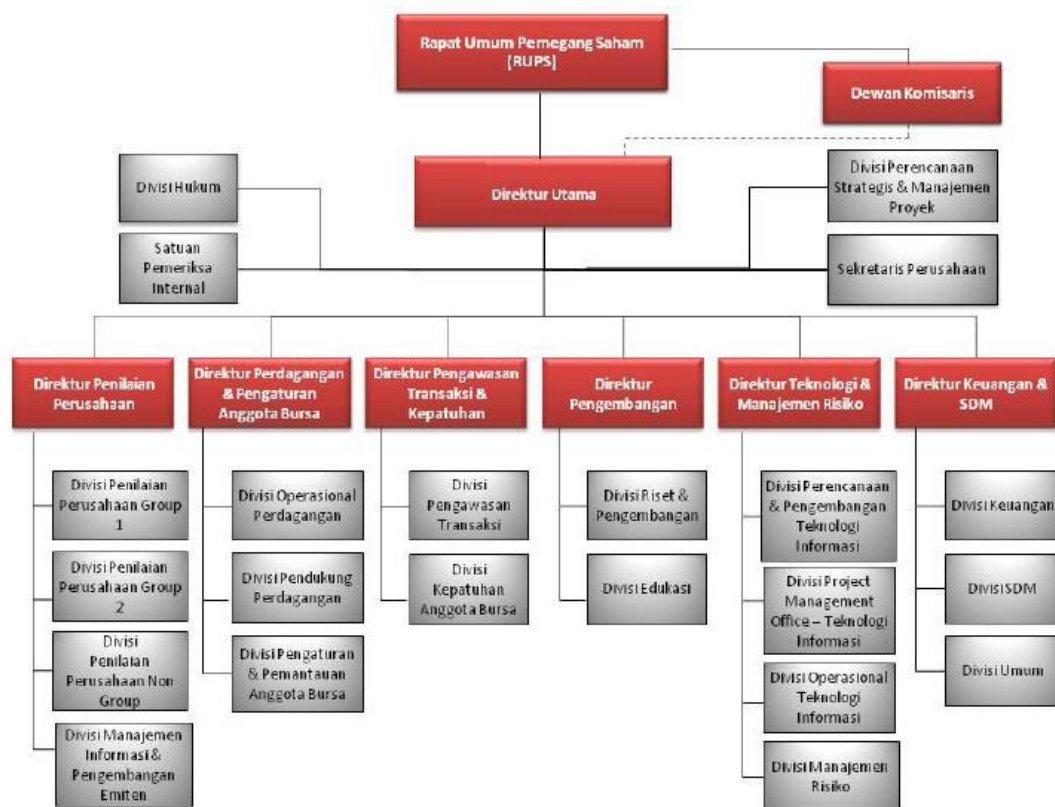 Rapat Umum Pemegang Saham
(RUPS)
Dewan Komisaris
Direktur Utama
Divisi Hukum
Satuan
Pemeriksa
Internal
Divisi Perencanaan
Strategis & Manajemen
Proyek
Sekretaris Perusahaan
Direktur Penilaian
Perusahaan
Direktur Perdagangan
& Pengaturan
Anggota Bursa
Direktur Pengawasan
Transaksi &
Kepatuhan
Direktur
Pengembangan
Direktur Teknologi &
Manajemen Risiko
Direktur Keuangan &
SDM
Divisi Penilaian
Perusahaan Group
1
Divisi Penilaian
Perusahaan Group
2
Divisi
Penilaian
Perusahaan Non
Group
Divisi Manajemen
Informasi &
Pengembangan
Emiten
Divisi Operasional
Perdagangan
Divisi Pendukung
Perdagangan
Divisi Pengaturan
& Pemantauan
Anggota Bursa
Divisi
Pengawasan
Transaksi
Divisi
Kepatuhan
Anggota Bursa
Divisi Riset &
Pengembangan
Divisi Edukasi
Divisi Perencanaan
& Pengembangan
Teknologi
Informasi
Divisi Project
Management
Office – Teknologi
Informasi
Divisi Operasional
Teknologi
Informasi
Divisi Manajemen
Risiko
Divisi Keuangan
Divisi SDM
Divisi Umum